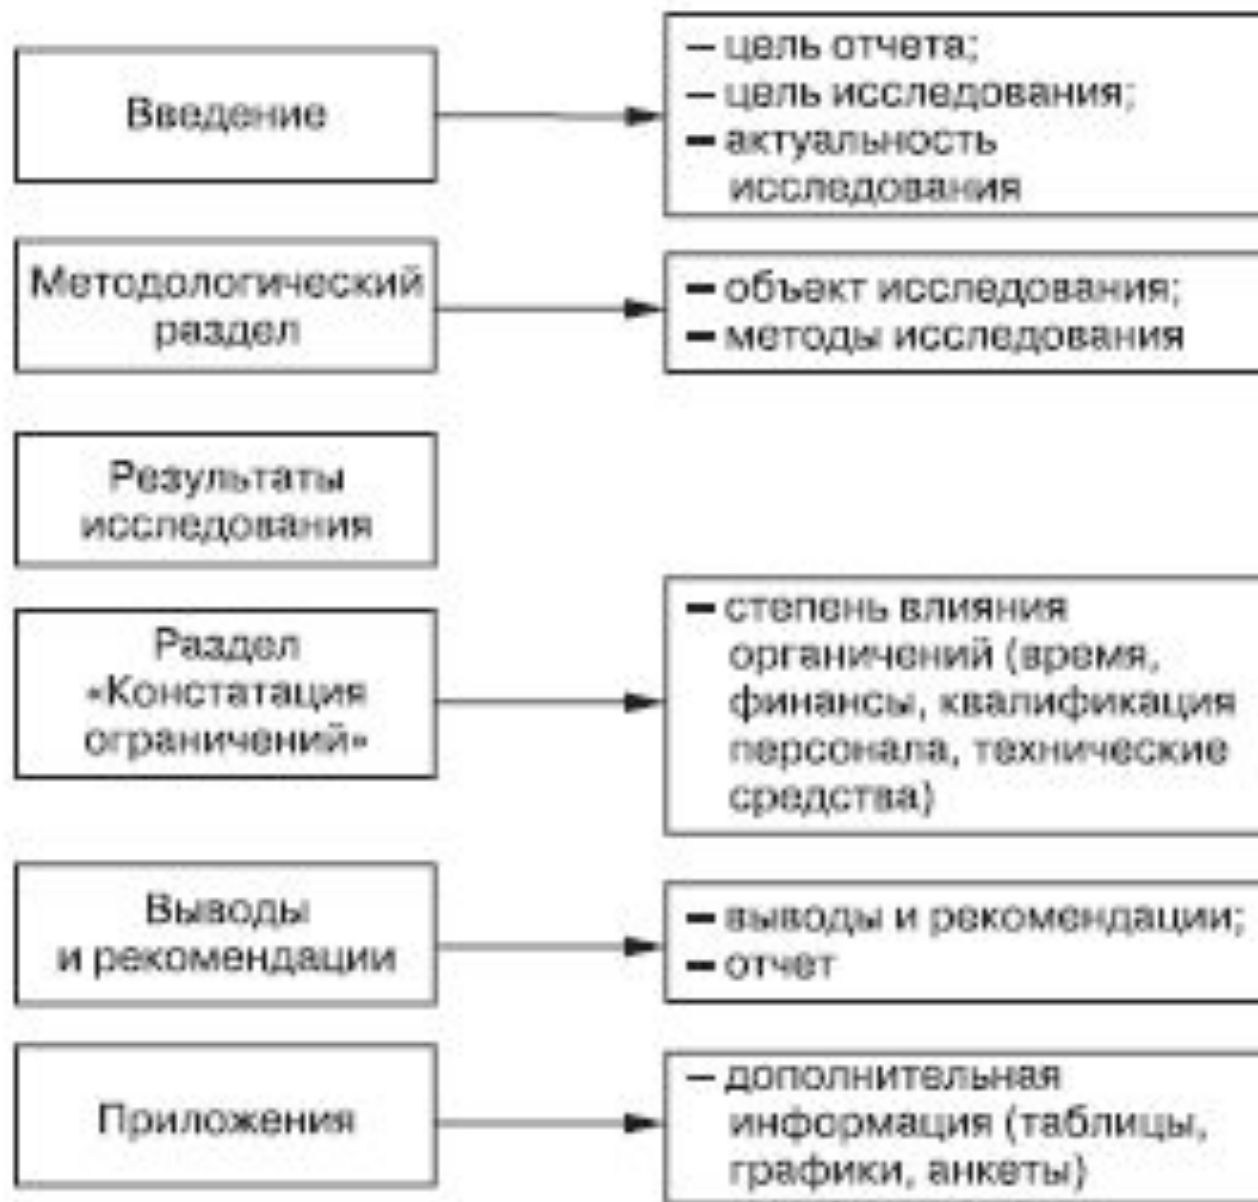 Введение
– цель отчета;
– цель исследования;
– актуальность
исследования
Методологический
раздел
– объект исследования;
– методы исследования
Результаты
исследования
Раздел
«Констатация
ограничений»
– степень влияния
органичений (время,
финансы, квалификация
персонала, технические
средства)
Выводы
и рекомендации
– выводы и рекомендации;
– отчет
Приложения
– дополнительная
информация (таблицы,
графики, анкеты)